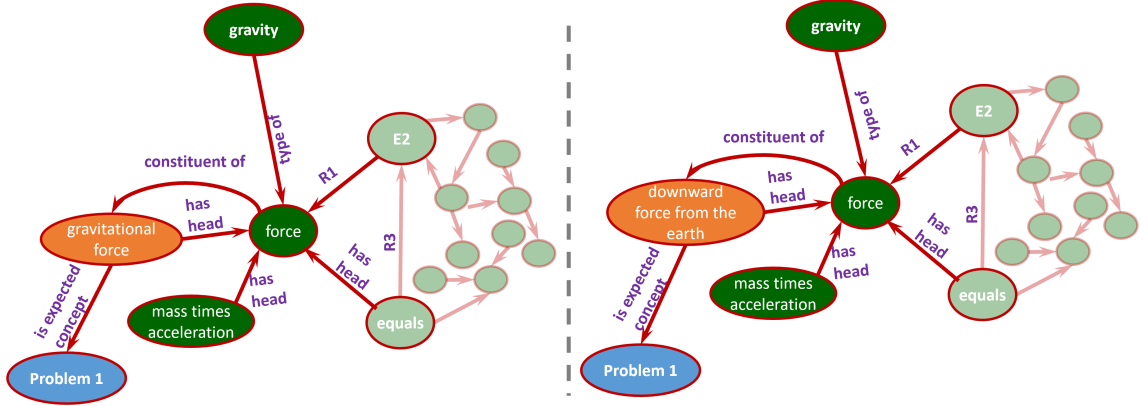 gravity
type of
constituent of
E2
R1
has
head
gravitational
force
force
R3
has
head
is expected
concept
has
head
mass times
acceleration
equals
Problem 1
gravity
type of
constituent of
E2
R1
downward
force from the
earth
has
head
force
R3
has
head
is expected
concept
has
head
mass times
acceleration
equals
Problem 1